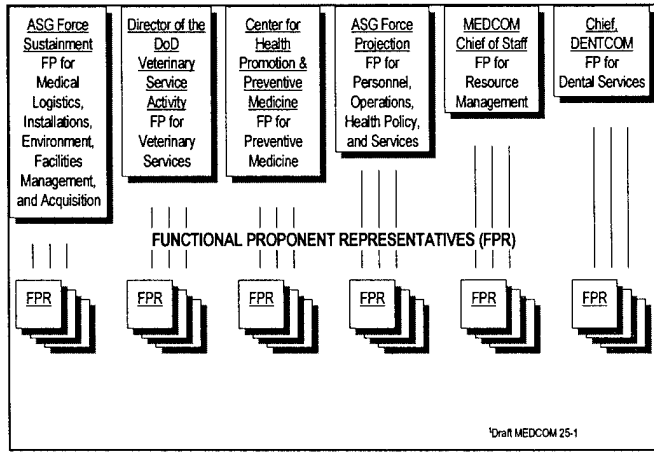 ASG Force
Sustainment
FP for
Medical
Logistics,
Installations,
Environment,
Facilities
Management,
and Acquisition
Director of the
DoD
Veterinary
Service
Activity
FP for
Veterinary
Services
Center for
Health
Promotion &
Preventive
Medicine
FP for
Preventive
Medicine
ASG Force
Projection
FP for
Personnel,
Operations,
Health Policy,
and Services
MEDCOM
Chief of Staff
FP for
Resource
Management
Chief,
DENTCOM
FP for
Dental Services
FUNCTIONAL PROPONENT REPRESENTATIVES (FPR)
FPR
FPR
FPR
FPR
FPR
FPR
¹Draft MEDCOM 25-1